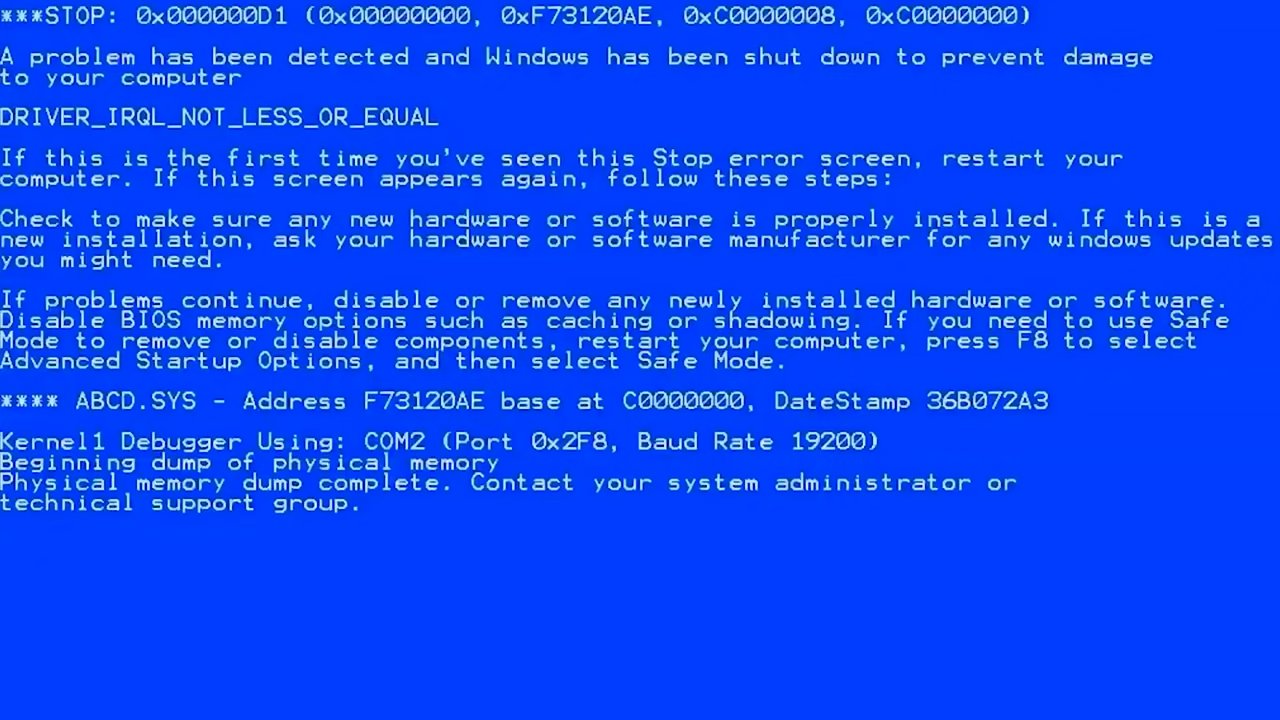 ***STOP: 0x000000D1 (0x00000000, 0xF73120AE, 0xC0000008, 0xC0000000)
A problem has been detected and Windows has been shut down to prevent damage
to your computer
DRIVER_IRQL_NOT_LESS_OR_EQUAL
If this is the first time you've seen this Stop error screen, restart your
computer. If this screen appears again, follow these steps:
Check to make sure any new hardware or software is properly installed. If this is a
new installation, ask your hardware or software manufacturer for any windows updates
you might need.
If problems continue, disable or remove any newly installed hardware or software.
Disable BIOS memory options such as caching or shadowing. If you need to use Safe
Mode to remove or disable components, restart your computer, press F8 to select
Advanced Startup Options, and then select Safe Mode.
**** ABCD.SYS - Address F73120AE base at C0000000, DateStamp 36B072A3
Kernel1 Debugger Using: COM2 (Port 0x2F8, Baud Rate 19200)
Beginning dump of physical memory
Physical memory dump complete. Contact your system administrator or
technical support group.